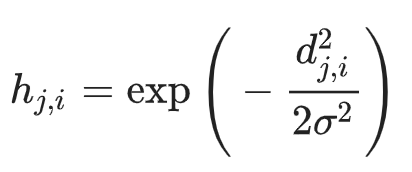 h_{j,i} = \exp\left(-\frac{d_{j,i}^2}{2\sigma^2}\right)